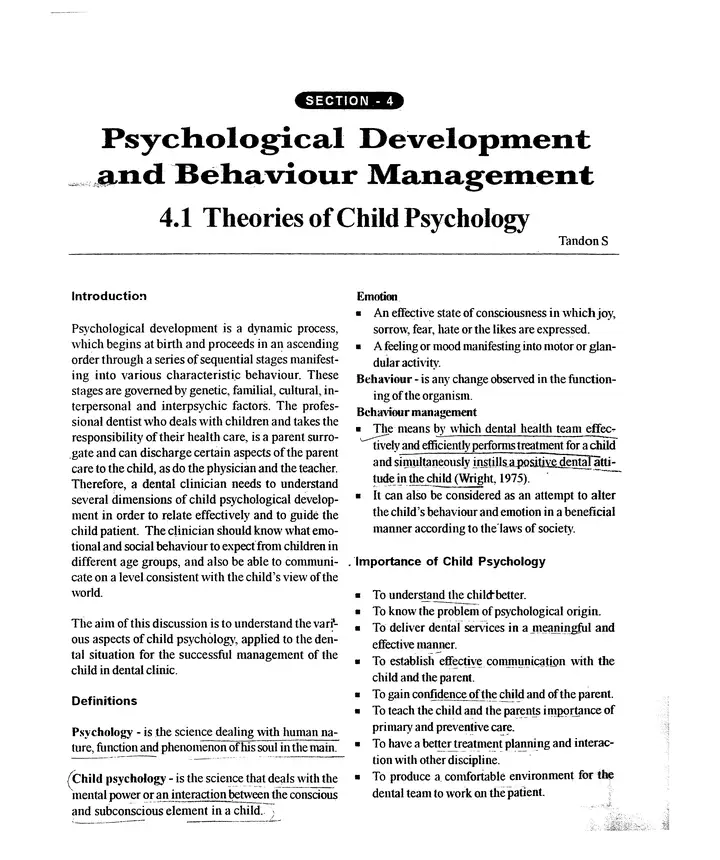 SECTION - 4
Psychological Development
and Behaviour Management
4.1 Theories of Child Psychology
Tandon S
Introduction
Psychological development is a dynamic process,
which begins at birth and proceeds in an ascending
order through a series of sequential stages manifest-
ing into various characteristic behaviour. These
stages are governed by genetic, familial, cultural, in-
terpersonal and interpsychic factors. The profes-
sional dentist who deals with children and takes the
responsibility of their health care, is a parent surro-
gate and can discharge certain aspects of the parent
care to the child, as do the physician and the teacher.
Therefore, a dental clinician needs to understand
several dimensions of child psychological develop-
ment in order to relate effectively and to guide the
child patient. The clinician should know what emo-
tional and social behaviour to expect from children in
different age groups, and also be able to communi-
cate on a level consistent with the child's view of the
world.
The aim of this discussion is to understand the vari-
ous aspects of child psychology, applied to the den-
tal situation for the successful management of the
child in dental clinic.
Definitions
Psychology - is the science dealing with human na-
ture, function and phenomenon of his soul in the main.
Child psychology - is the science that deals with the
mental power or an interaction between the conscious
and subconscious element in a child.
Emotion
▪ An effective state of consciousness in which joy,
sorrow, fear, hate or the likes are expressed.
▪ A feeling or mood manifesting into motor or glan-
dular activity.
Behaviour - is any change observed in the function-
ing of the organism.
Behaviour management
▪ The means by which dental health team effec-
tively and efficiently performs treatment for a child
and simultaneously instills a positive dental atti-
tude in the child (Wright, 1975).
▪ It can also be considered as an attempt to alter
the child's behaviour and emotion in a beneficial
manner according to the laws of society.
Importance of Child Psychology
▪ To understand the child better.
▪ To know the problem of psychological origin.
▪ To deliver dental services in a meaningful and
effective manner.
▪ To establish effective communication with the
child and the parent.
▪ To gain confidence of the child and of the parent.
▪ To teach the child and the parents importance of
primary and preventive care.
▪ To have a better treatment planning and interac-
tion with other discipline.
▪ To produce a comfortable environment for the
dental team to work on the patient.